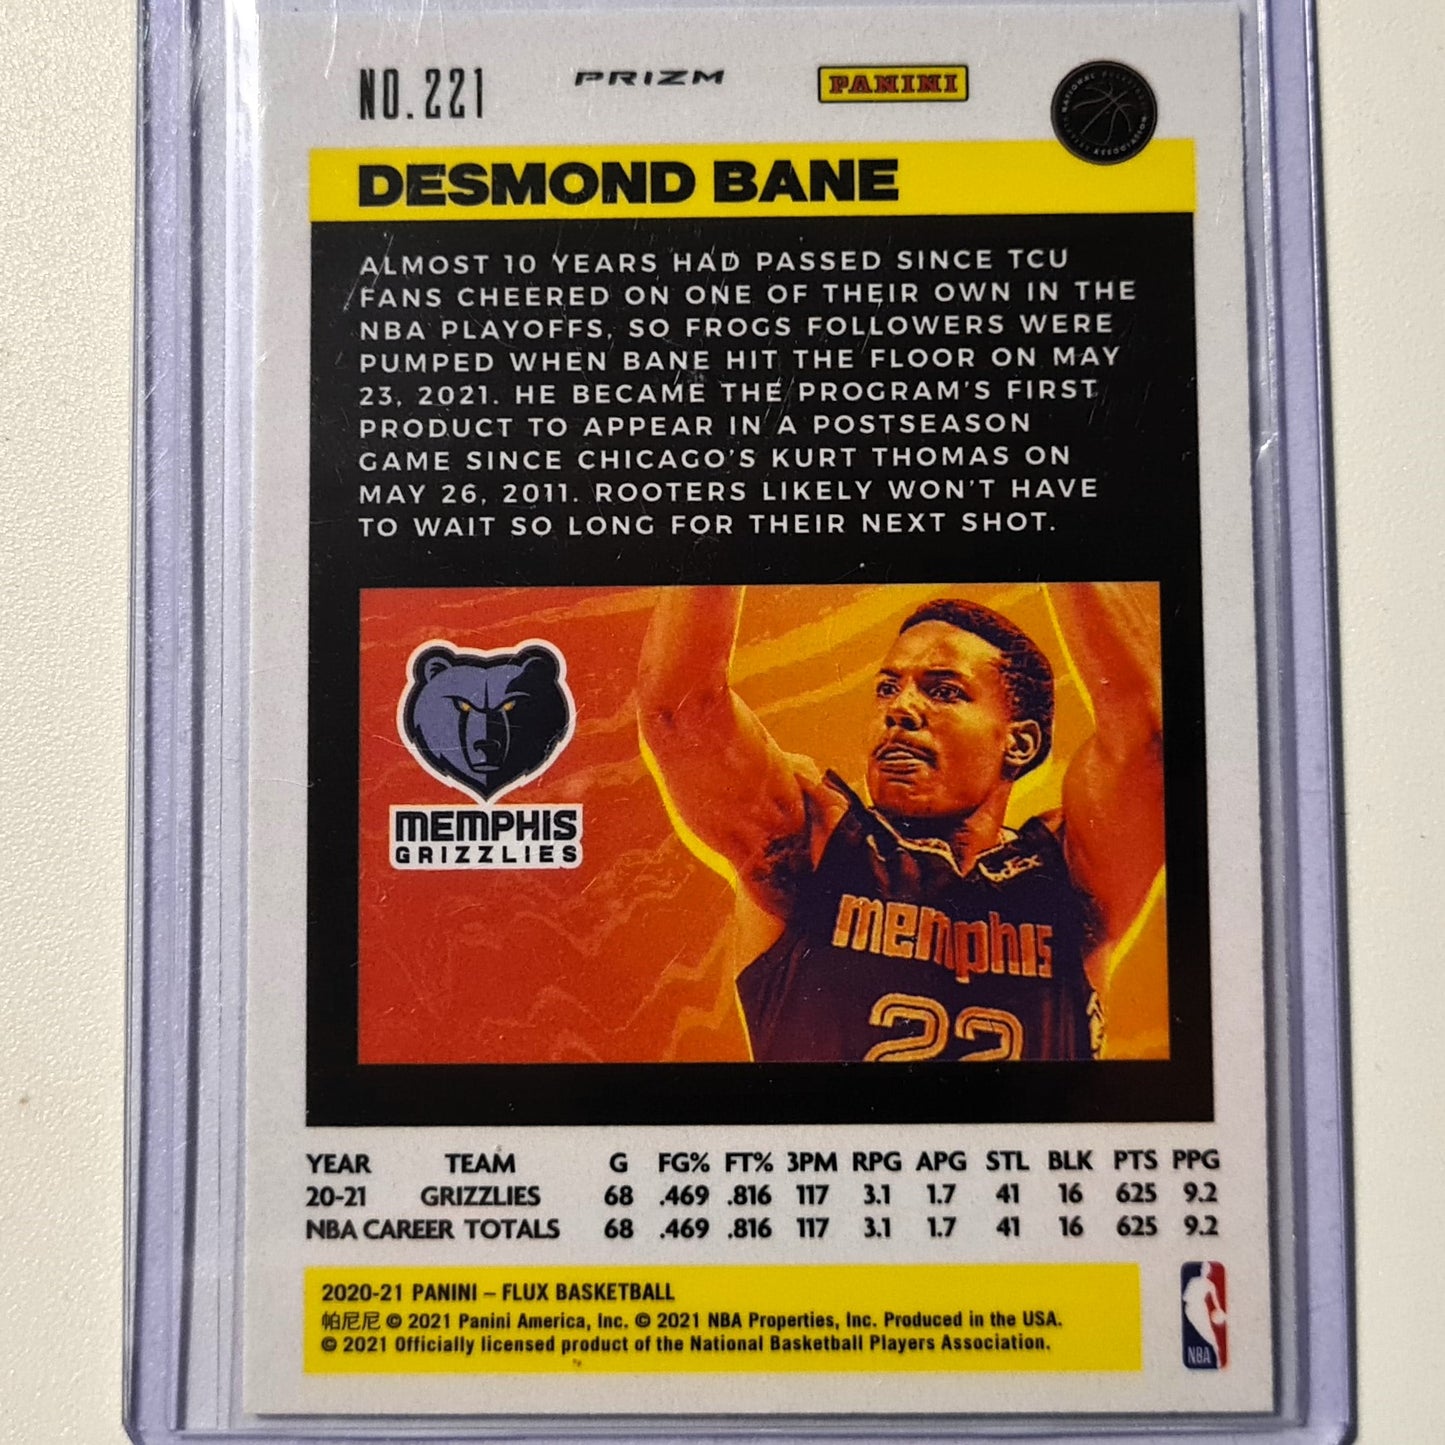 NO. 221
PRIZM
PANINI
NATIONAL BASKETBALL PLAYERS ASSOCIATION
DESMOND BANE
ALMOST 10 YEARS HAD PASSED SINCE TCU
FANS CHEERED ON ONE OF THEIR OWN IN THE
NBA PLAYOFFS, SO FROGS FOLLOWERS WERE
PUMPED WHEN BANE HIT THE FLOOR ON MAY
23, 2021. HE BECAME THE PROGRAM'S FIRST
PRODUCT TO APPEAR IN A POSTSEASON
GAME SINCE CHICAGO'S KURT THOMAS ON
MAY 26, 2011. ROOTERS LIKELY WON'T HAVE
TO WAIT SO LONG FOR THEIR NEXT SHOT.
MEMPHIS
GRIZZLIES
FedEx
memphis
22
YEAR TEAM G FG% FT% 3PM RPG APG STL BLK PTS PPG
20-21 GRIZZLIES 68 .469 .816 117 3.1 1.7 41 16 625 9.2
NBA CAREER TOTALS 68 .469 .816 117 3.1 1.7 41 16 625 9.2
2020-21 PANINI – FLUX BASKETBALL
帕尼尼 © 2021 Panini America, Inc. © 2021 NBA Properties, Inc. Produced in the USA.
© 2021 Officially licensed product of the National Basketball Players Association.
NBA